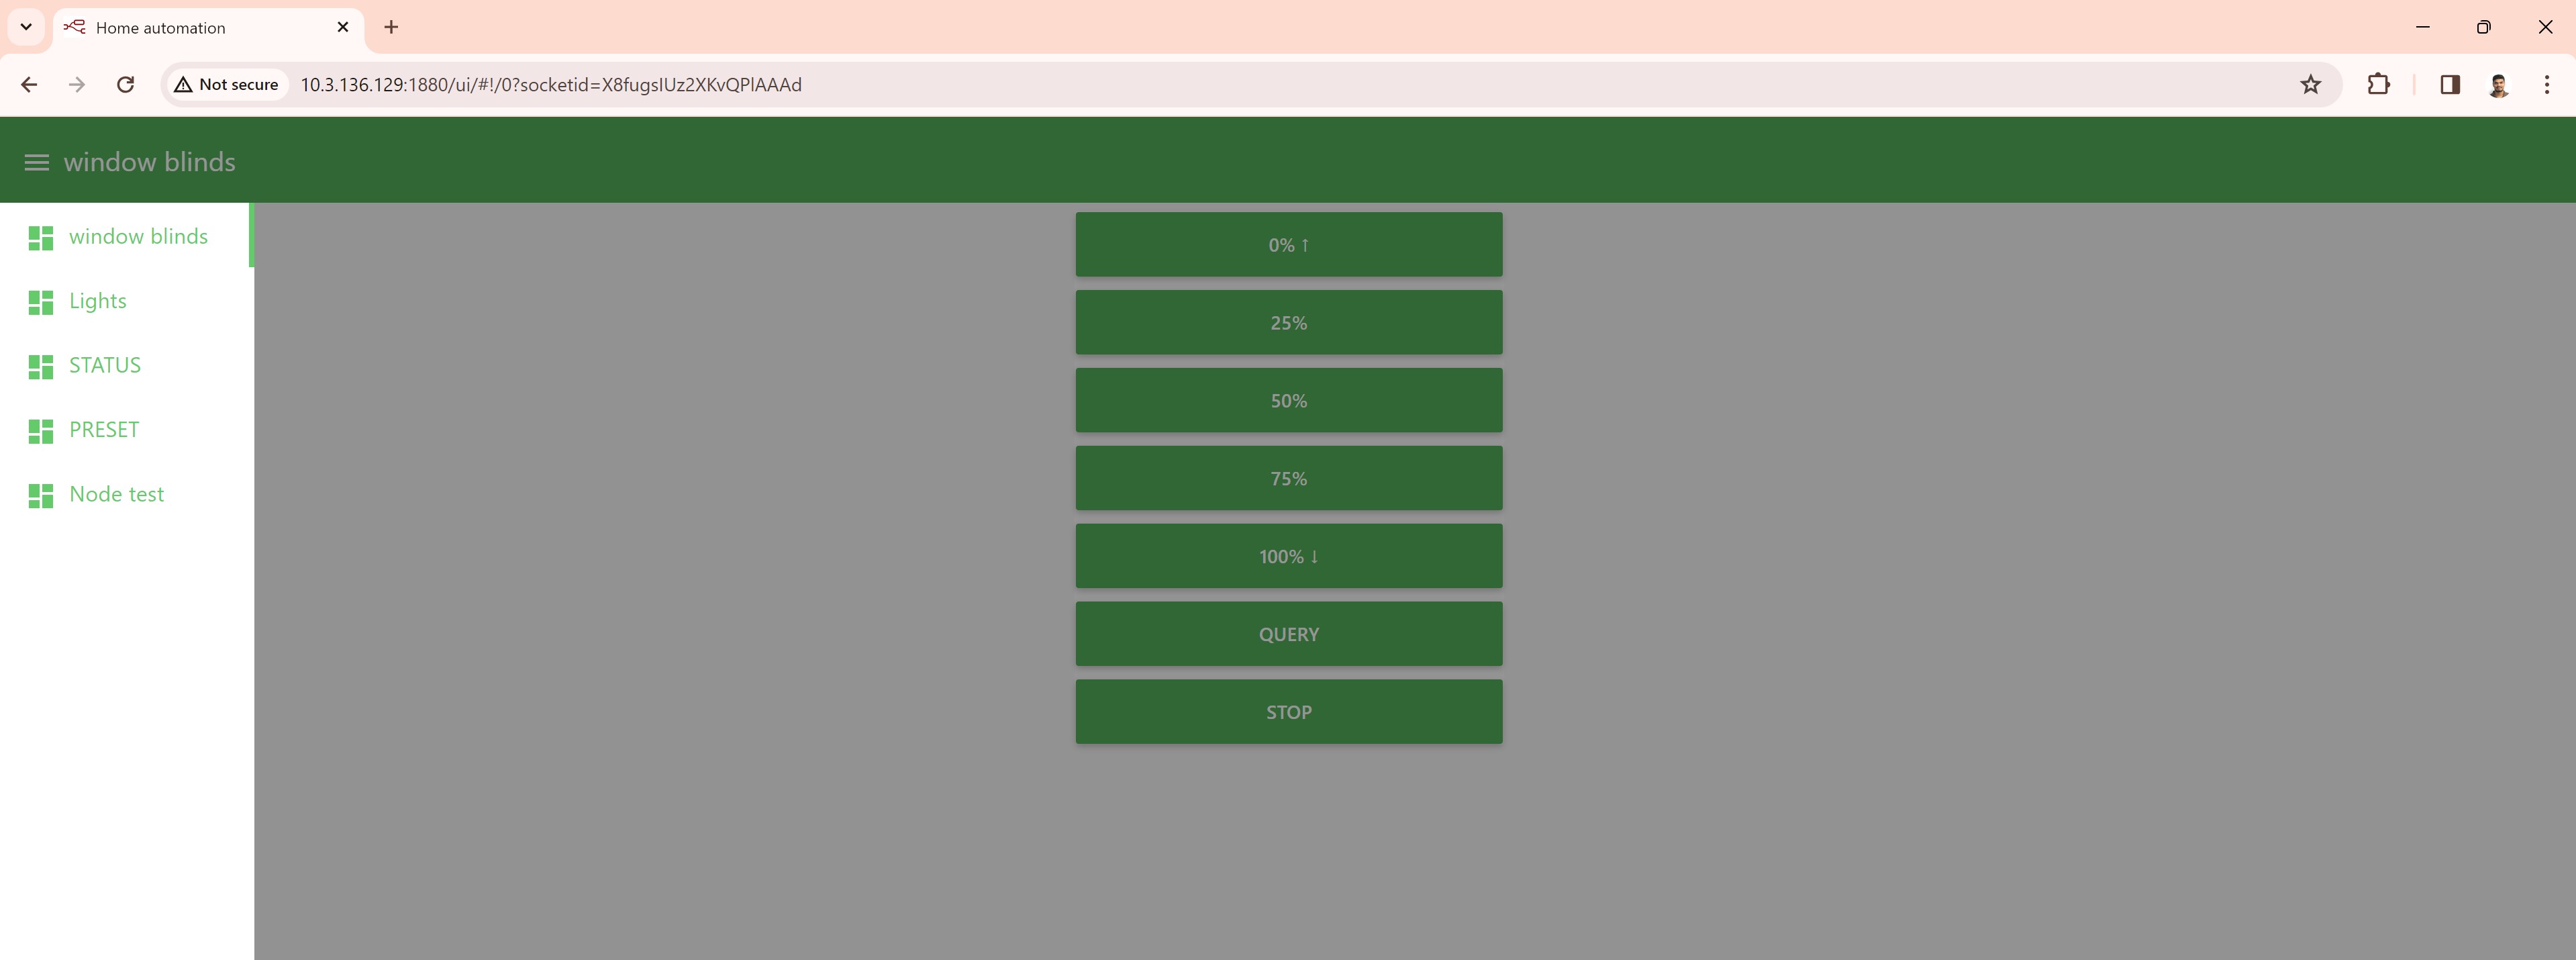 Home automation
Not secure 10.3.136.129:1880/ui/#!/0?socketid=X8fugsIUz2XKvQPlAAAd
window blinds
window blinds
Lights
STATUS
PRESET
Node test
0% ↑
25%
50%
75%
100% ↓
QUERY
STOP